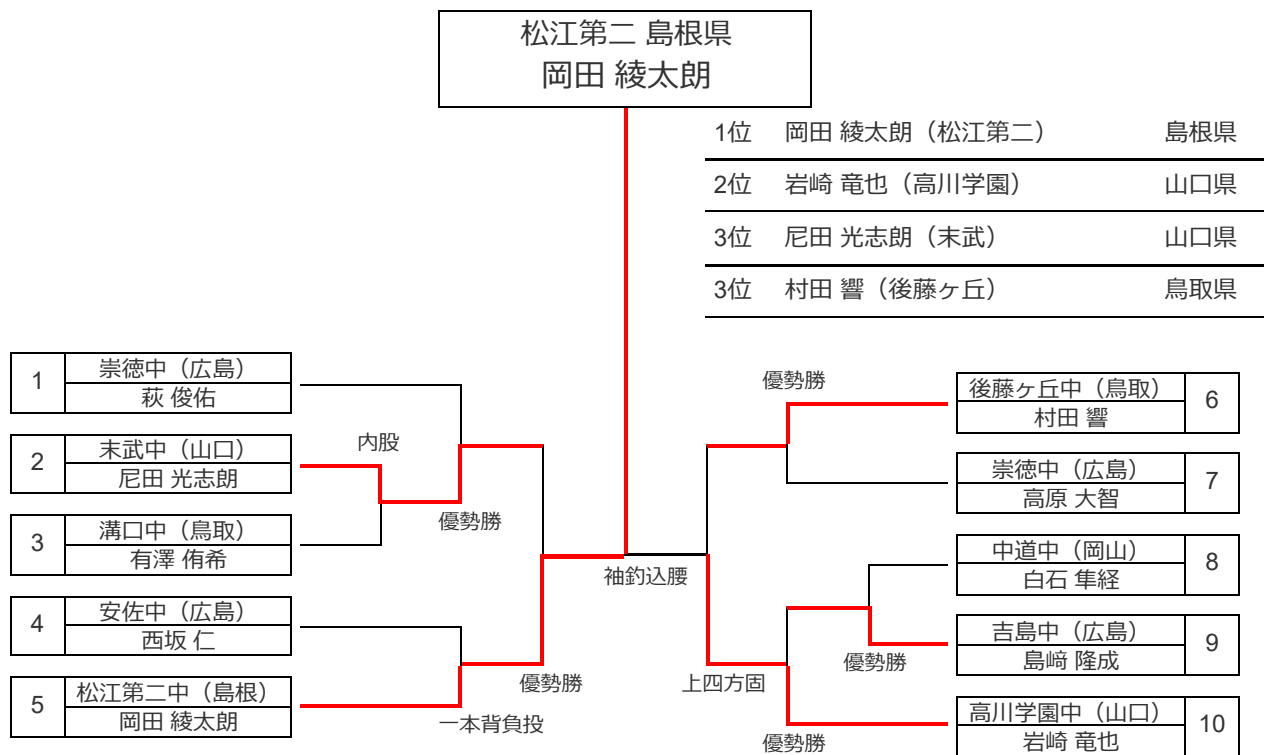 松江第二 島根県
岡田 綾太朗
1位 岡田 綾太朗（松江第二） 島根県
2位 岩崎 竜也（高川学園） 山口県
3位 尼田 光志朗（末武） 山口県
3位 村田 響（後藤ヶ丘） 鳥取県
1
崇徳中（広島）
萩 俊佑
2
末武中（山口）
尼田 光志朗
3
溝口中（鳥取）
有澤 侑希
4
安佐中（広島）
西坂 仁
5
松江第二中（島根）
岡田 綾太朗
内股
優勢勝
優勢勝
一本背負投
袖釣込腰
優勢勝
優勢勝
上四方固
優勢勝
後藤ヶ丘中（鳥取）
村田 響
6
崇徳中（広島）
高原 大智
7
中道中（岡山）
白石 隼経
8
吉島中（広島）
島﨑 隆成
9
高川学園中（山口）
岩崎 竜也
10